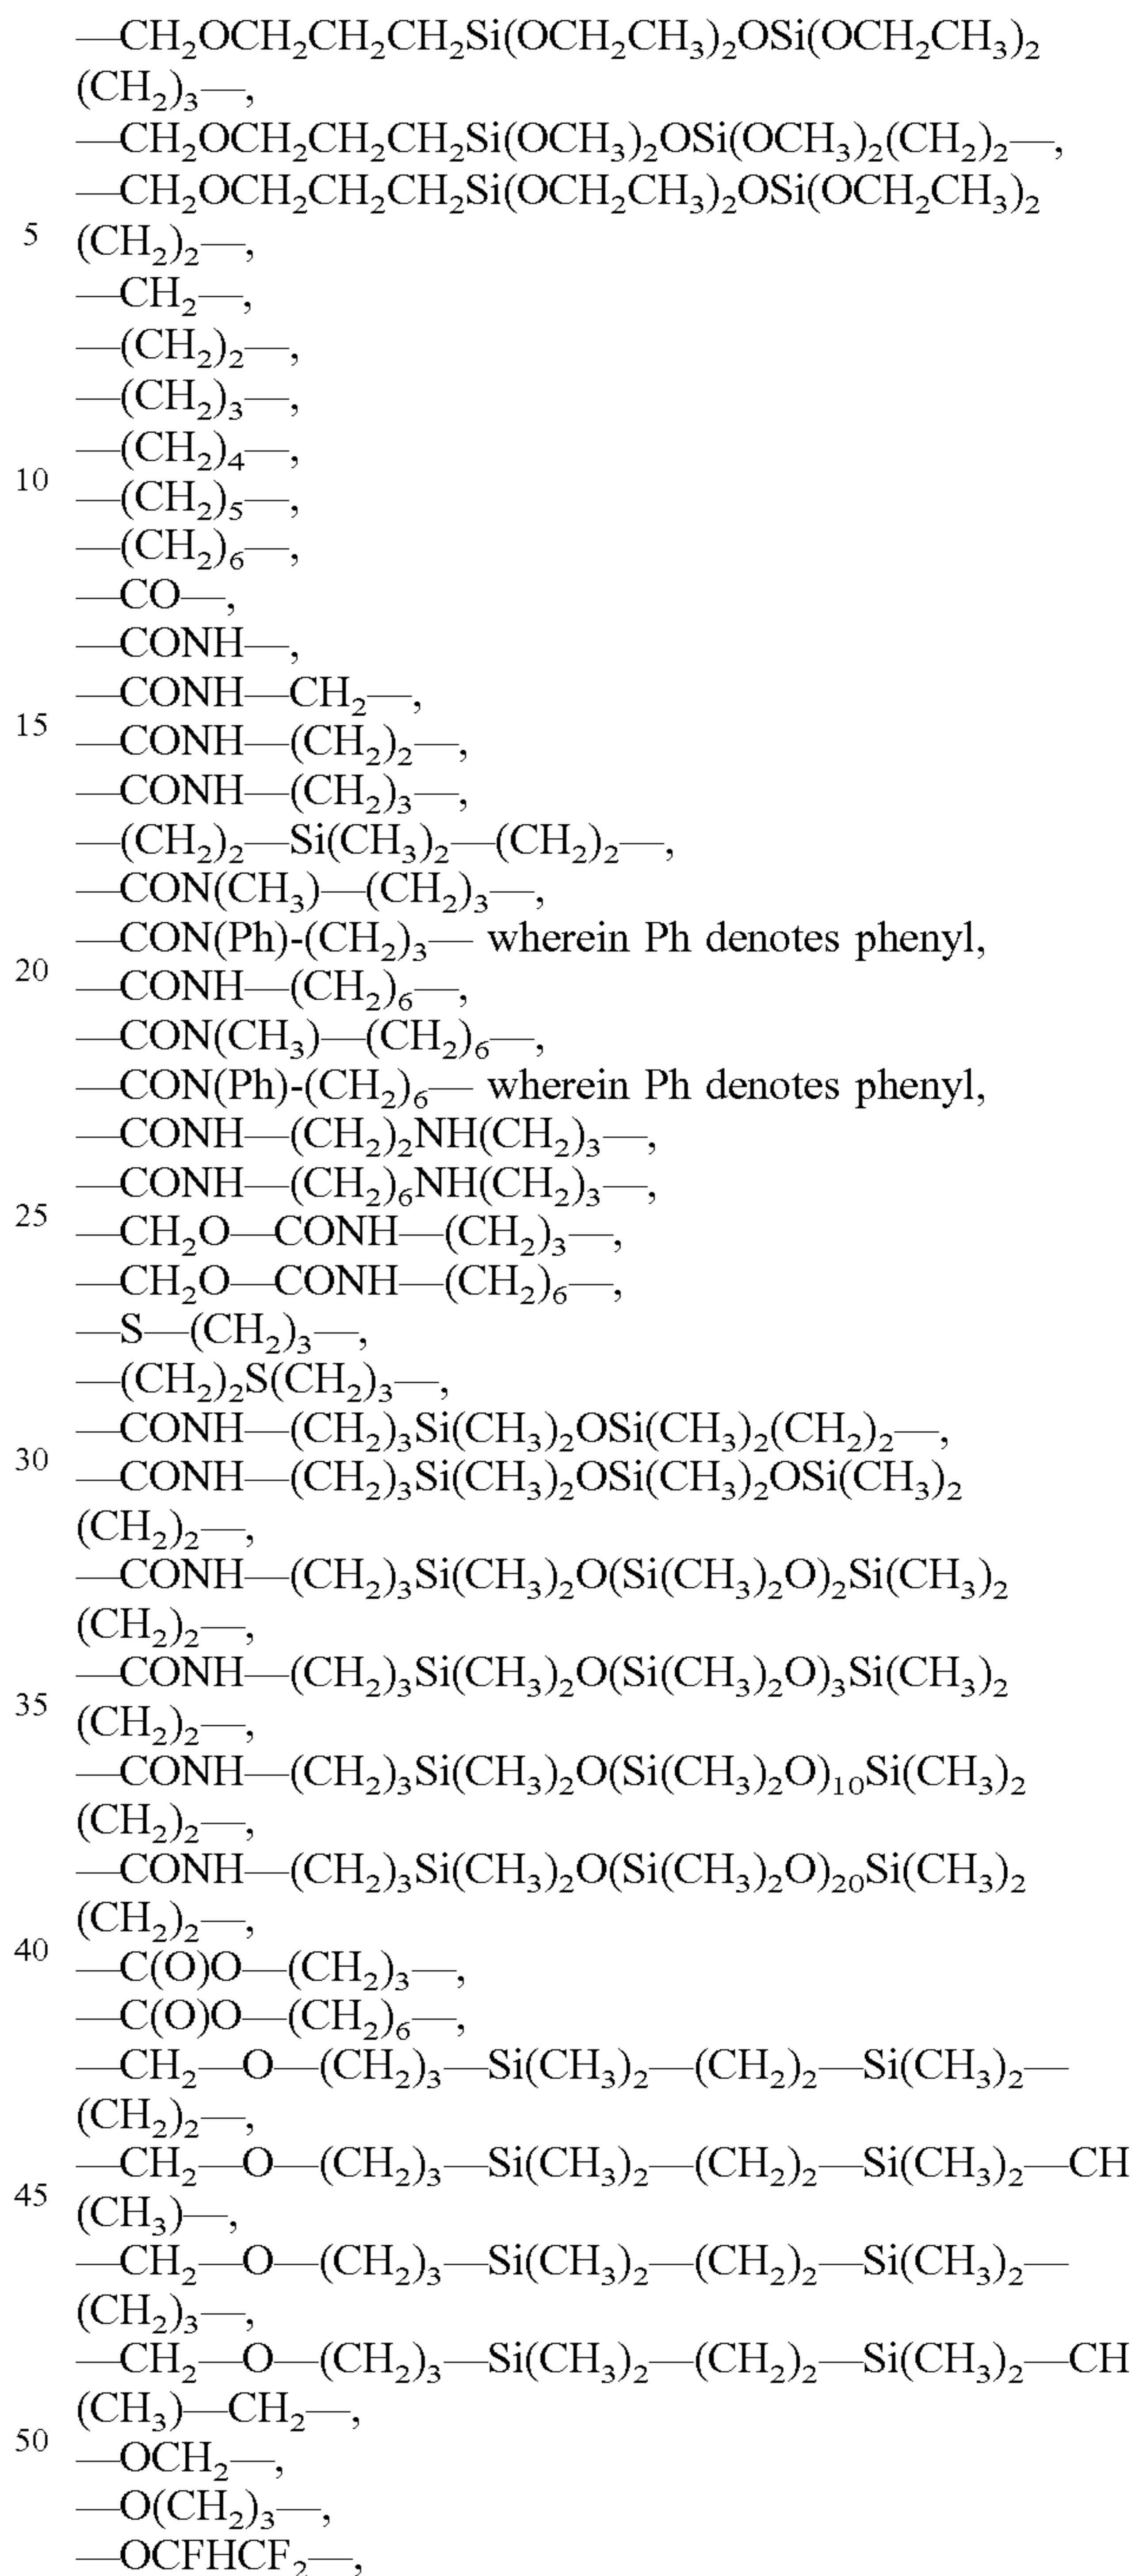 —CH₂OCH₂CH₂CH₂Si(OCH₂CH₃)₂OSi(OCH₂CH₃)₂
(CH₂)₃—,
—CH₂OCH₂CH₂CH₂Si(OCH₃)₂OSi(OCH₃)₂(CH₂)₂—,
—CH₂OCH₂CH₂CH₂Si(OCH₂CH₃)₂OSi(OCH₂CH₃)₂
5 (CH₂)₂—,
—CH₂—,
—(CH₂)₂—,
—(CH₂)₃—,
—(CH₂)₄—,
10 —(CH₂)₅—,
—(CH₂)₆—,
—CO—,
—CONH—,
—CONH—CH₂—,
15 —CONH—(CH₂)₂—,
—CONH—(CH₂)₃—,
—(CH₂)₂—Si(CH₃)₂—(CH₂)₂—,
—CON(CH₃)—(CH₂)₃—,
—CON(Ph)-(CH₂)₃— wherein Ph denotes phenyl,
20 —CONH—(CH₂)₆—,
—CON(CH₃)—(CH₂)₆—,
—CON(Ph)-(CH₂)₆— wherein Ph denotes phenyl,
—CONH—(CH₂)₂NH(CH₂)₃—,
—CONH—(CH₂)₆NH(CH₂)₃—,
25 —CH₂O—CONH—(CH₂)₃—,
—CH₂O—CONH—(CH₂)₆—,
—S—(CH₂)₃—,
—(CH₂)₂S(CH₂)₃—,
—CONH—(CH₂)₃Si(CH₃)₂OSi(CH₃)₂(CH₂)₂—,
30 —CONH—(CH₂)₃Si(CH₃)₂OSi(CH₃)₂OSi(CH₃)₂
(CH₂)₂—,
—CONH—(CH₂)₃Si(CH₃)₂O(Si(CH₃)₂O)₂Si(CH₃)₂
(CH₂)₂—,
—CONH—(CH₂)₃Si(CH₃)₂O(Si(CH₃)₂O)₃Si(CH₃)₂
35 (CH₂)₂—,
—CONH—(CH₂)₃Si(CH₃)₂O(Si(CH₃)₂O)₁₀Si(CH₃)₂
(CH₂)₂—,
—CONH—(CH₂)₃Si(CH₃)₂O(Si(CH₃)₂O)₂₀Si(CH₃)₂
(CH₂)₂—,
40 —C(O)O—(CH₂)₃—,
—C(O)O—(CH₂)₆—,
—CH₂—O—(CH₂)₃—Si(CH₃)₂—(CH₂)₂—Si(CH₃)₂—
(CH₂)₂—,
—CH₂—O—(CH₂)₃—Si(CH₃)₂—(CH₂)₂—Si(CH₃)₂—CH
45 (CH₃)—,
—CH₂—O—(CH₂)₃—Si(CH₃)₂—(CH₂)₂—Si(CH₃)₂—
(CH₂)₃—,
—CH₂—O—(CH₂)₃—Si(CH₃)₂—(CH₂)₂—Si(CH₃)₂—CH
(CH₃)—CH₂—,
50 —OCH₂—,
—O(CH₂)₃—,
—OCFHCF₂—,